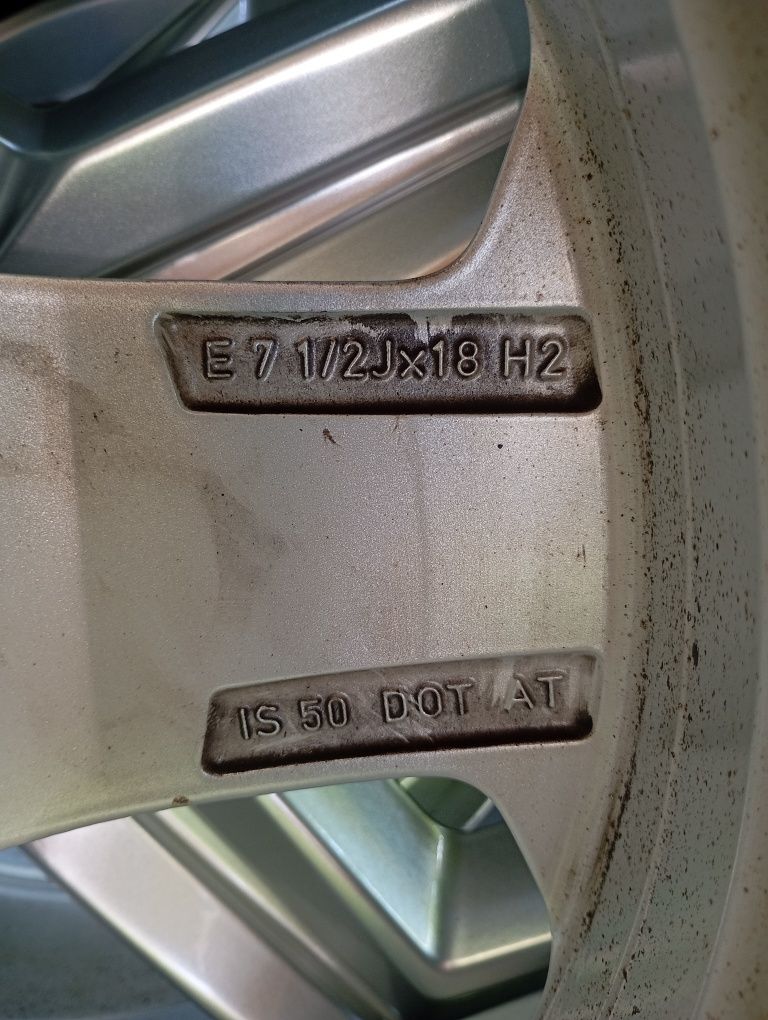 E 7 1/2Jx18 H2
IS 50 DOT AT